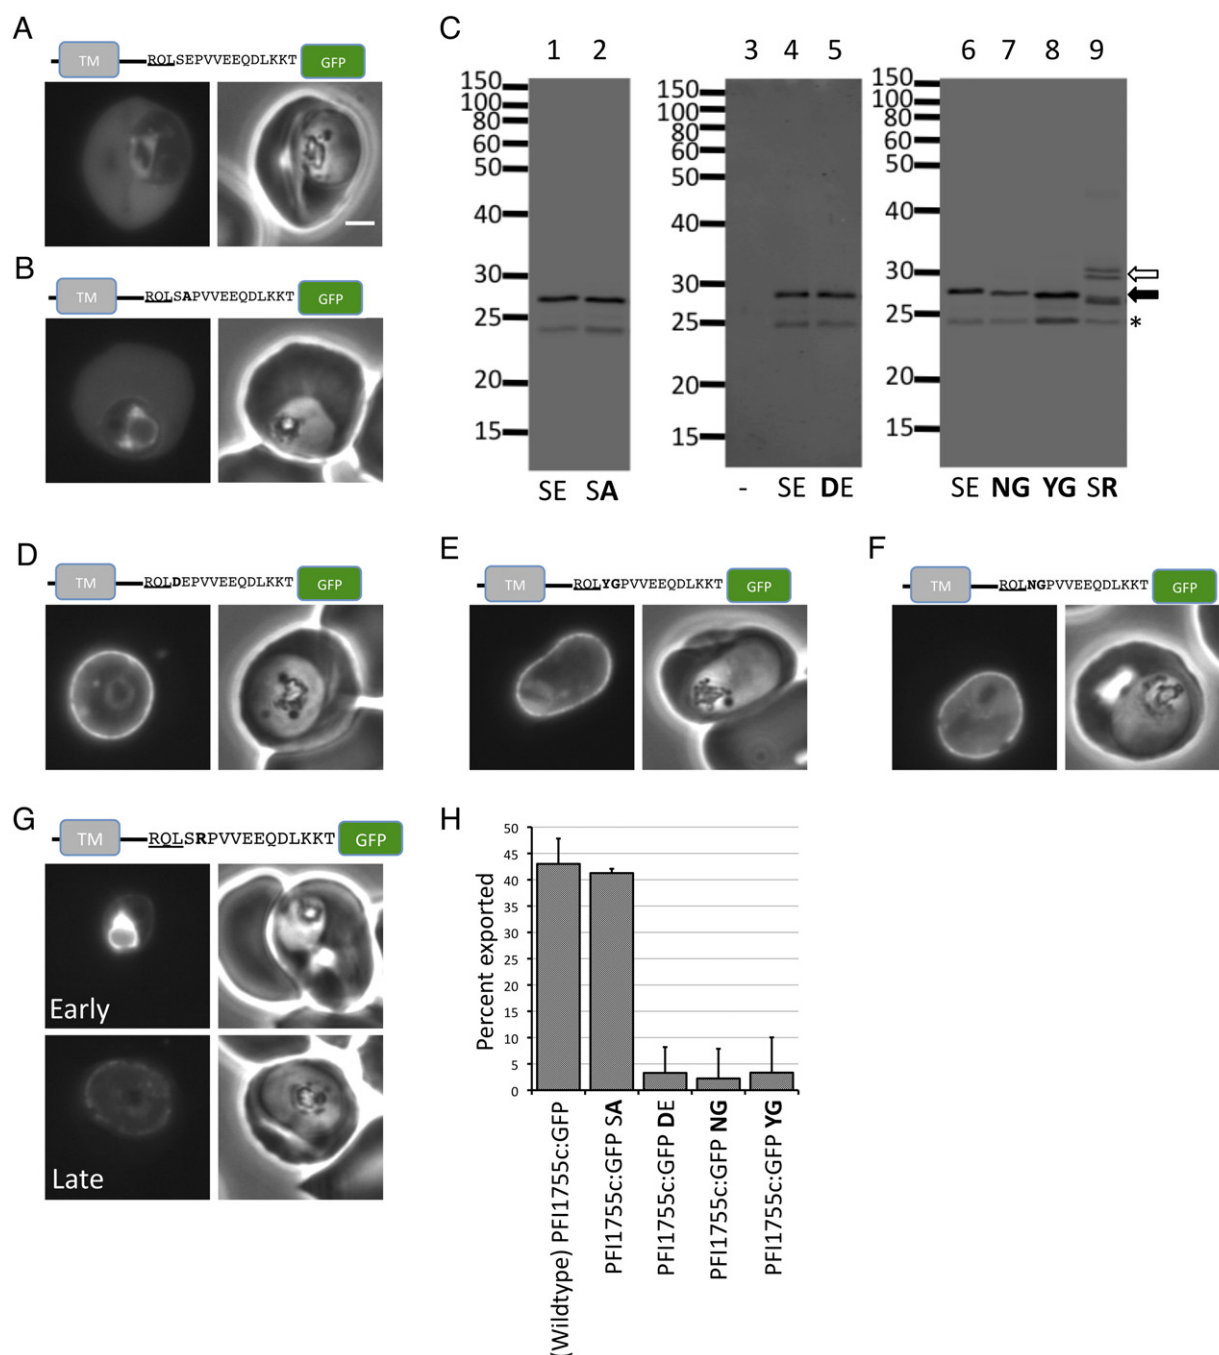 A
TM RQLSEPVVEEQDLKKT GFP
B
TM RQLSAPVVEEQDLKKT GFP
C
1 2 3 4 5 6 7 8 9
150
100
80
60
50
40
30
25
20
15
150
100
80
60
50
40
30
25
20
15
150
100
80
60
50
40
30
25
20
15
*
SE SA - SE DE SE NG YG SR
D
TM RQLDEPVVEEQDLKKT GFP
E
TM RQLYGPVVEEQDLKKT GFP
F
TM RQLNGPVVEEQDLKKT GFP
G
TM RQLSRPVVEEQDLKKT GFP
Early
Late
H
Percent exported
50
45
40
35
30
25
20
15
10
5
0
(Wildtype) PFI1755c:GFP
PFI1755c:GFP SA
PFI1755c:GFP DE
PFI1755c:GFP NG
PFI1755c:GFP YG